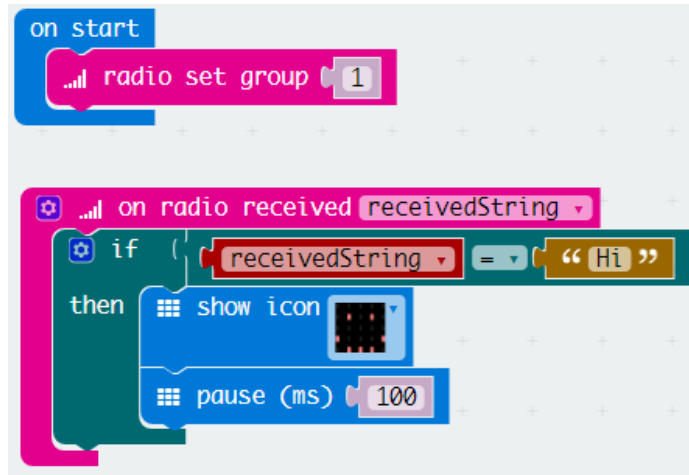 on start
radio set group 1
on radio received receivedString
if receivedString = “ Hi ”
then show icon
pause (ms) 100